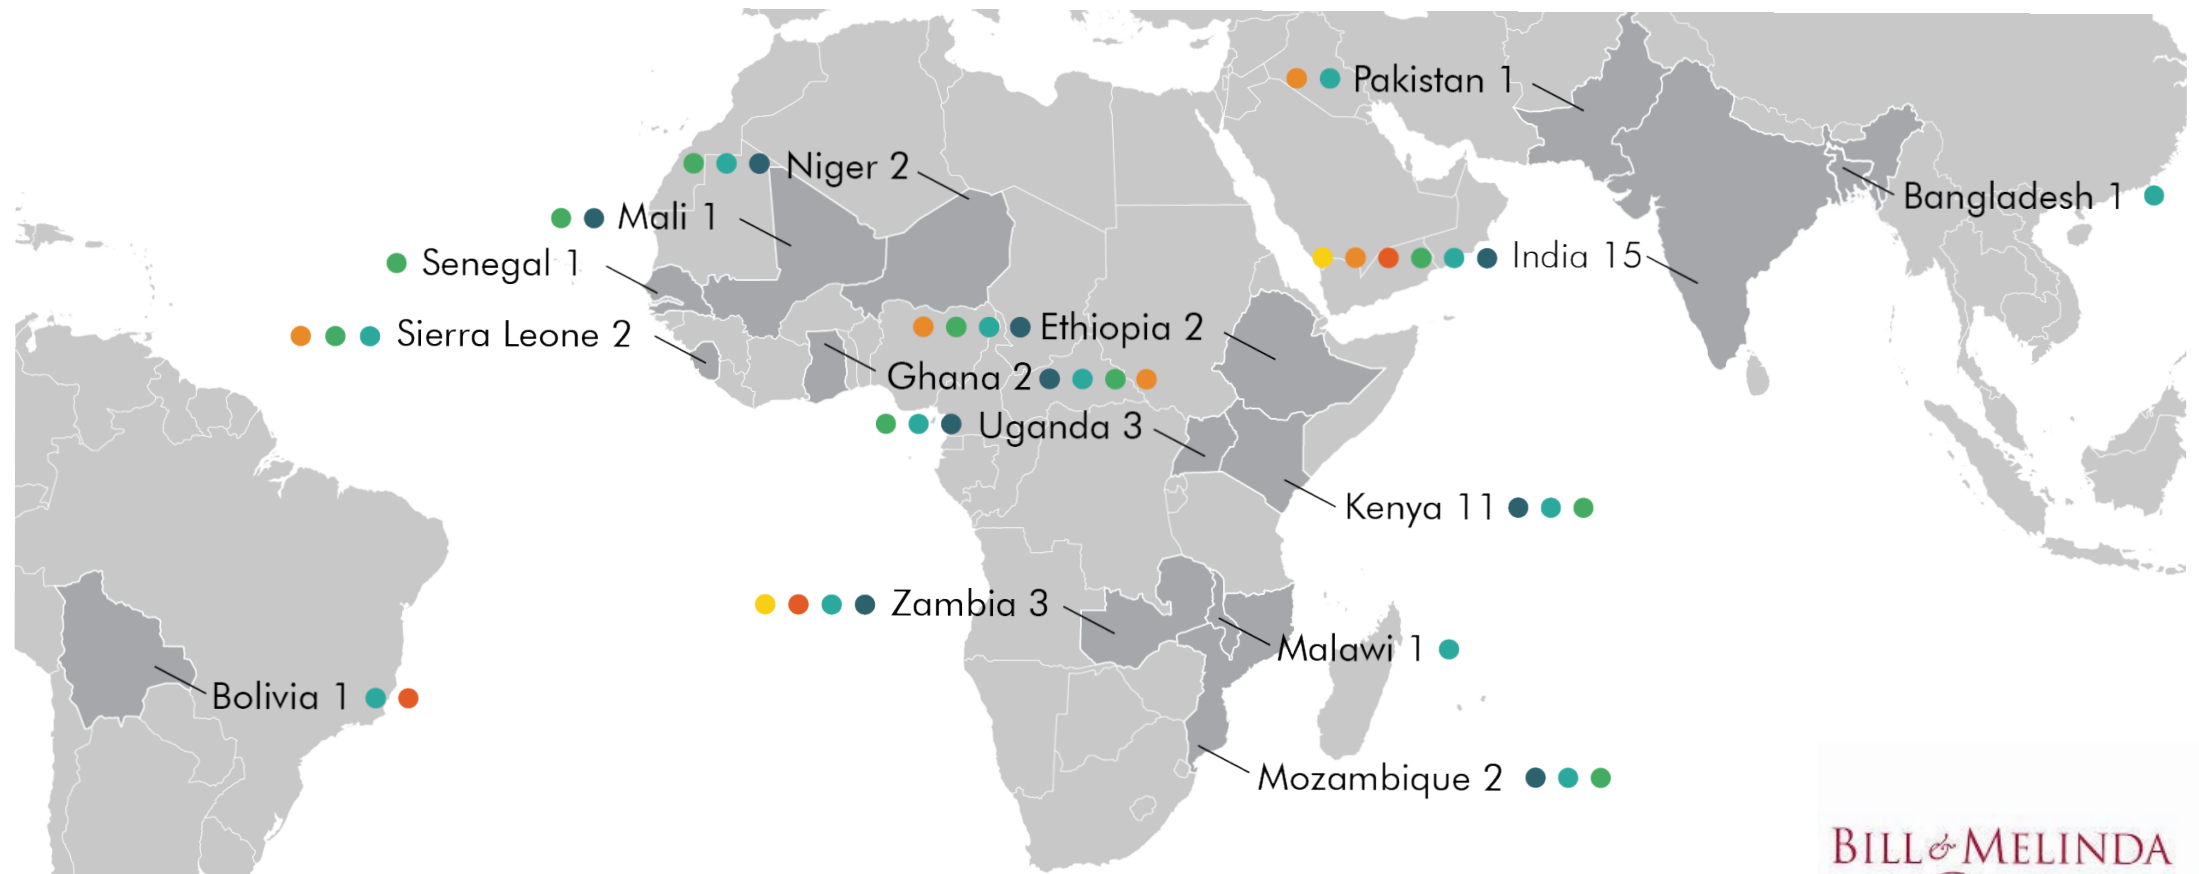 Pakistan 1
Niger 2
Bangladesh 1
Mali 1
India 15
Senegal 1
Sierra Leone 2
Ethiopia 2
Ghana 2
Uganda 3
Kenya 11
Zambia 3
Malawi 1
Bolivia 1
Mozambique 2
BILL & MELINDA